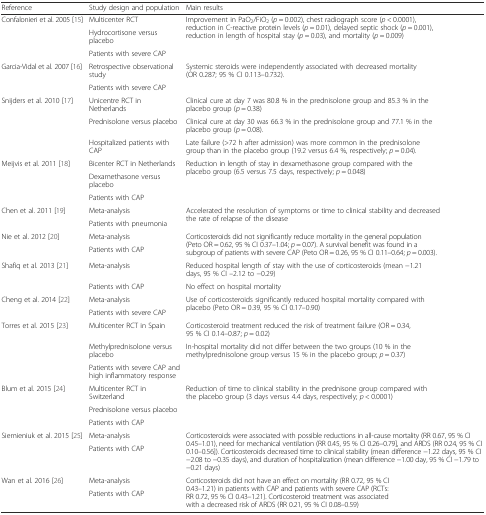 Reference Study design and population Main results
Confalonieri et al. 2005 [15] Multicenter RCT Improvement in PaO2/FiO2 (p = 0.002), chest radiograph score (p < 0.0001),
reduction in C-reactive protein levels (p = 0.01), delayed septic shock (p = 0.001),
Hydrocortisone versus reduction in length of hospital stay (p = 0.03), and mortality (p = 0.009)
placebo
Patients with severe CAP
Garcia-Vidal et al. 2007 [16] Retrospective observational Systemic steroids were independently associated with decreased mortality
study (OR 0.287; 95 % CI 0.113–0.732).
Patients with severe CAP
Snijders et al. 2010 [17] Unicentre RCT in Clinical cure at day 7 was 80.8 % in the prednisolone group and 85.3 % in the
Netherlands placebo group (p = 0.38)
Prednisolone versus placebo Clinical cure at day 30 was 66.3 % in the prednisolone group and 77.1 % in the
placebo group (p = 0.08).
Hospitalized patients with Late failure (>72 h after admission) was more common in the prednisolone
CAP group than in the placebo group (19.2 versus 6.4 %, respectively; p = 0.04).
Meijvis et al. 2011 [18] Bicenter RCT in Netherlands Reduction in length of stay in dexamethasone group compared with the
placebo group (6.5 versus 7.5 days, respectively; p = 0.048)
Dexamethasone versus
placebo
Patients with CAP
Chen et al. 2011 [19] Meta-analysis Accelerated the resolution of symptoms or time to clinical stability and decreased
the rate of relapse of the disease
Patients with pneumonia
Nie et al. 2012 [20] Meta-analysis Corticosteroids did not significantly reduce mortality in the general population
(Peto OR = 0.62, 95 % CI 0.37–1.04; p = 0.07). A survival benefit was found in a
Patients with CAP subgroup of patients with severe CAP (Peto OR = 0.26, 95 % CI 0.11–0.64; p = 0.003).
Shafiq et al. 2013 [21] Meta-analysis Reduced hospital length of stay with the use of corticosteroids (mean −1.21
days, 95 % CI −2.12 to −0.29)
Patients with CAP No effect on hospital mortality
Cheng et al. 2014 [22] Meta-analysis Use of corticosteroids significantly reduced hospital mortality compared with
placebo (Peto OR = 0.39, 95 % CI 0.17–0.90)
Patients with severe CAP
Torres et al. 2015 [23] Multicenter RCT in Spain Corticosteroid treatment reduced the risk of treatment failure (OR = 0.34,
95 % CI 0.14–0.87; p = 0.02)
Methylprednisolone versus In-hospital mortality did not differ between the two groups (10 % in the
placebo methylprednisolone group versus 15 % in the placebo group; p = 0.37)
Patients with severe CAP and
high inflammatory response
Blum et al. 2015 [24] Multicenter RCT in Reduction of time to clinical stability in the prednisone group compared with
Switzerland the placebo group (3 days versus 4.4 days, respectively; p < 0.0001)
Prednisolone versus placebo
Patients with CAP
Siemieniuk et al. 2015 [25] Meta-analysis Corticosteroids were associated with possible reductions in all-cause mortality (RR 0.67, 95 % CI
0.45–1.01), need for mechanical ventilation (RR 0.45, 95 % CI 0.26–0.79], and ARDS (RR 0.24, 95 % CI
Patients with CAP 0.10–0.56]). Corticosteroids decreased time to clinical stability (mean difference −1.22 days, 95 % CI
−2.08 to −0.35 days), and duration of hospitalization (mean difference −1.00 day, 95 % CI −1.79 to
−0.21 days)
Wan et al. 2016 [26] Meta-analysis Corticosteroids did not have an effect on mortality (RR 0.72, 95 % CI
0.43–1.21) in patients with CAP and patients with severe CAP (RCTs:
Patients with CAP RR 0.72, 95 % CI 0.43–1.21). Corticosteroid treatment was associated
with a decreased risk of ARDS (RR 0.21, 95 % CI 0.08–0.59)